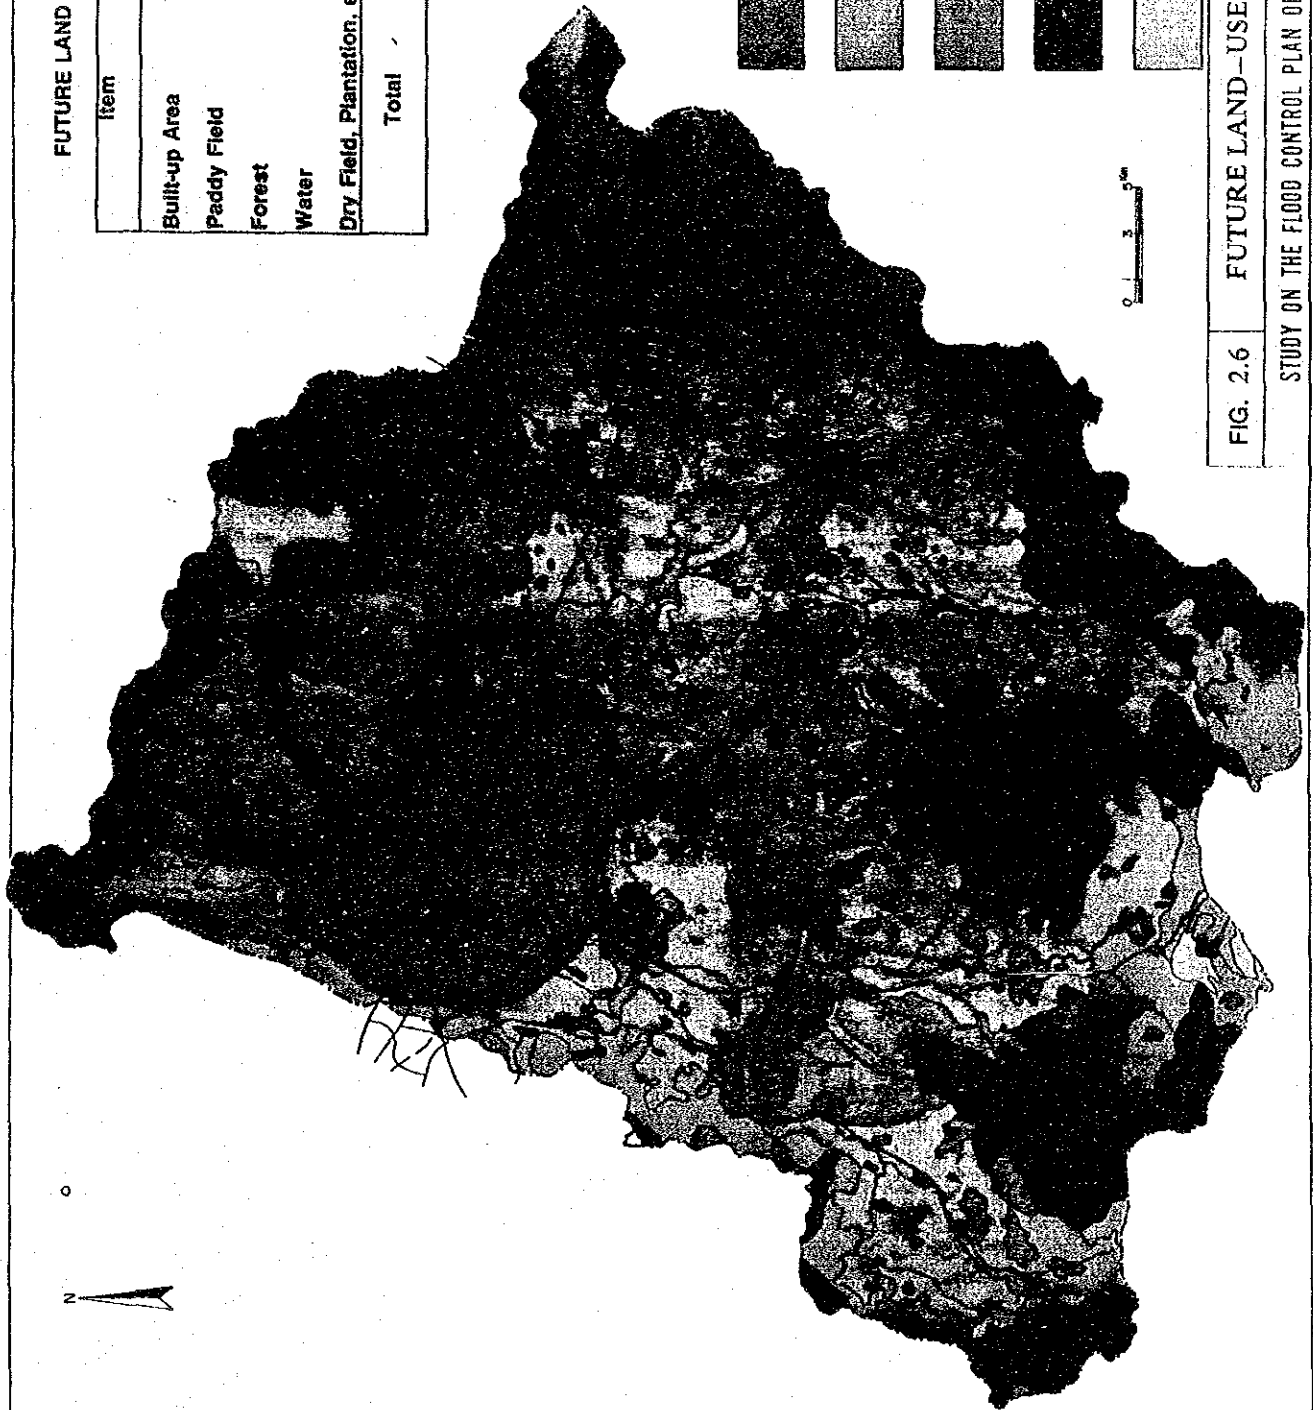 FUTURE LAND
Item
Built-up Area
Paddy Field
Forest
Water
Dry Field, Plantation, e
Total
N
0 1 3 5 Km
FIG. 2.6
FUTURE LAND-USE
STUDY ON THE FLOOD CONTROL PLAN OF